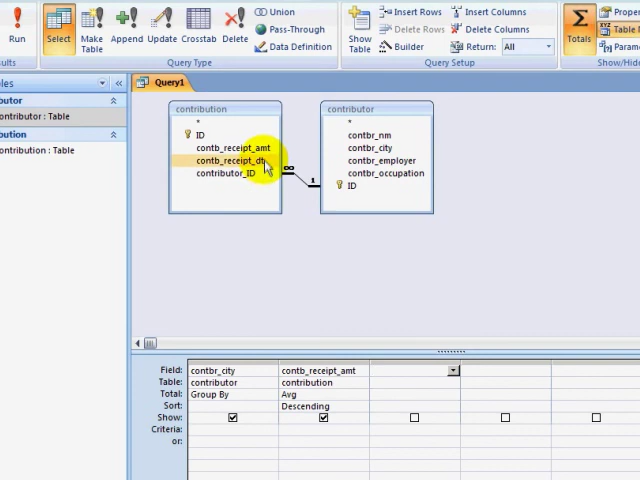 Run
Select
Make Table
Append
Update
Crosstab
Delete
Union
Pass-Through
Data Definition
Show Table
Insert Rows
Delete Rows
Builder
Insert Columns
Delete Columns
Return: All
Totals
Table
Query Type
Query Setup
Show/Hid
Query1
ontributor : Table
ontribution : Table
contribution
*
ID
contb_receipt_amt
contb_receipt_dt
contributor_ID
∞
1
contributor
*
contbr_nm
contbr_city
contbr_employer
contbr_occupation
ID
Field: contbr_city contb_receipt_amt
Table: contributor contribution
Total: Group By Avg
Sort: Descending
Show:
Criteria:
or: